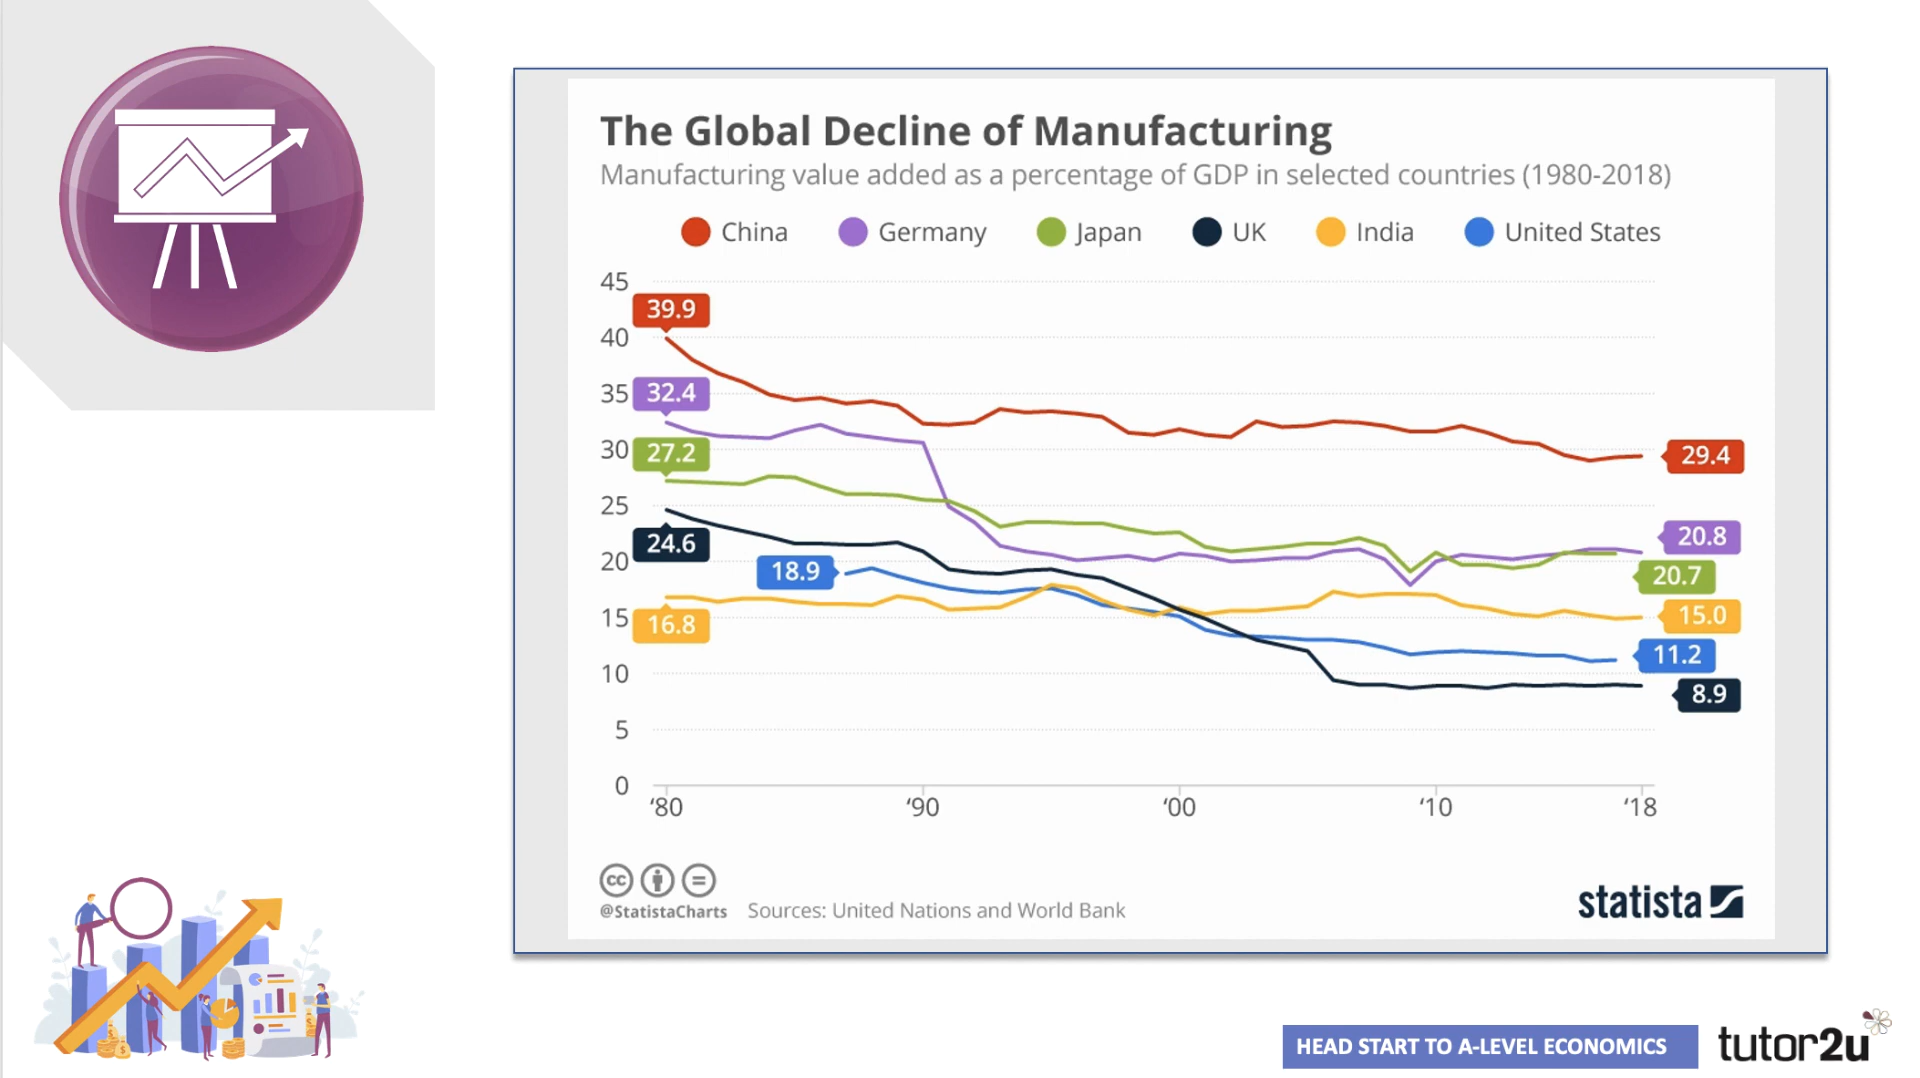 The Global Decline of Manufacturing
Manufacturing value added as a percentage of GDP in selected countries (1980-2018)
China Germany Japan UK India United States
45
39.9
40
35
32.4
30
27.2
29.4
25
24.6
20.8
20
18.9
20.7
15
16.8
15.0
11.2
10
8.9
5
0
‘80 ‘90 ‘00 ‘10 ‘18
cc
@StatistaCharts Sources: United Nations and World Bank
statista
HEAD START TO A-LEVEL ECONOMICS
tutor2u